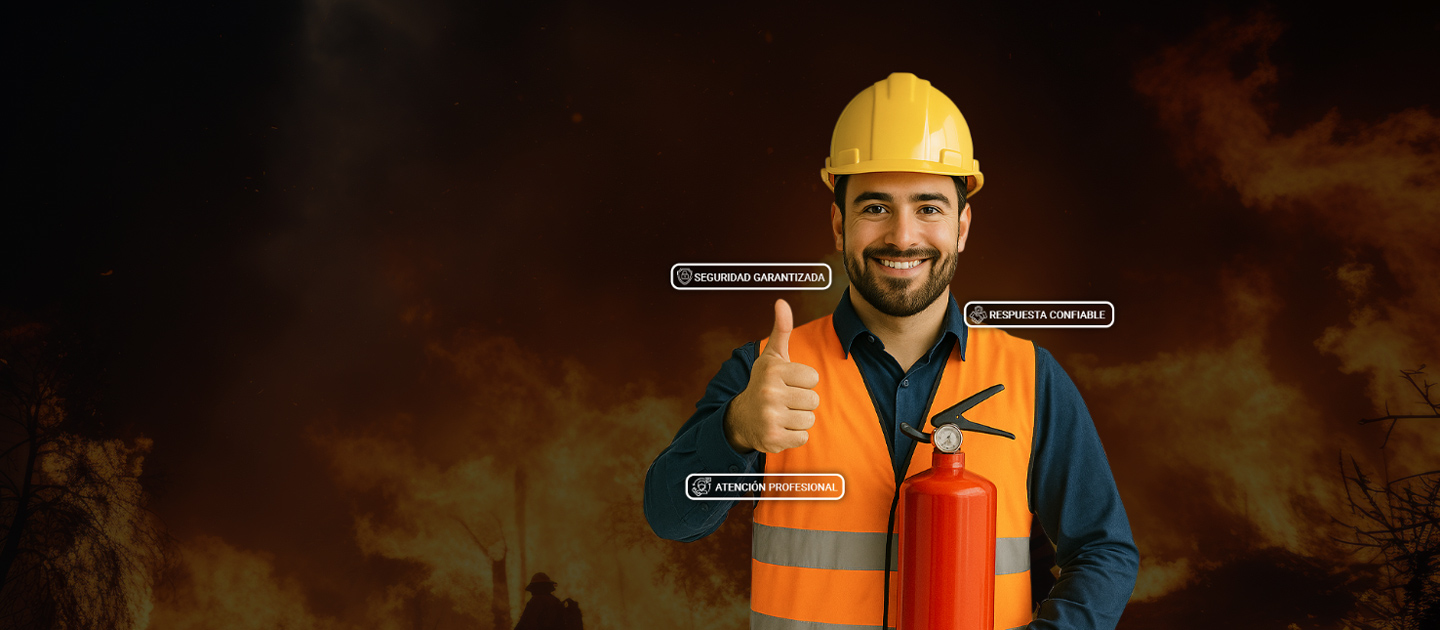 SEGURIDAD GARANTIZADA
RESPUESTA CONFIABLE
ATENCIÓN PROFESIONAL